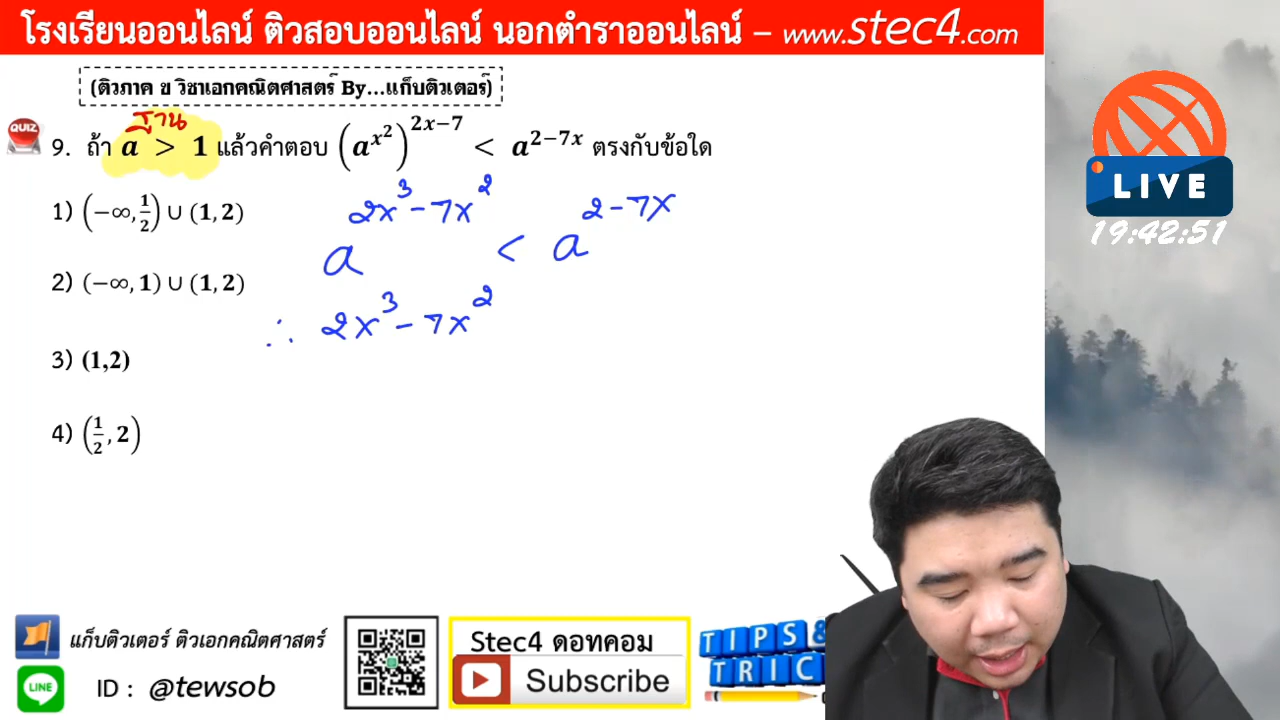 โรงเรียนออนไลน์ ติวสอบออนไลน์ นอกตำราออนไลน์ – www.stec4.com
(ติวภาค ข วิชาเอกคณิตศาสตร์ By...แก็บติวเตอร์)
ฐาน
QUIZ
9. ถ้า a > 1 แล้วคำตอบ (a^{x^2})^{2x-7} < a^{2-7x} ตรงกับข้อใด
LIVE
19:42:51
1) (-∞, 1/2) ∪ (1, 2)
a^{2x^3-7x^2} < a^{2-7x}
2) (-∞, 1) ∪ (1, 2)
∴ 2x^3 - 7x^2
3) (1,2)
4) (1/2, 2)
แก็บติวเตอร์ ติวเอกคณิตศาสตร์
LINE
ID : @tewsob
Stec4 ดอทคอม
Subscribe
TIPS&
TRIC